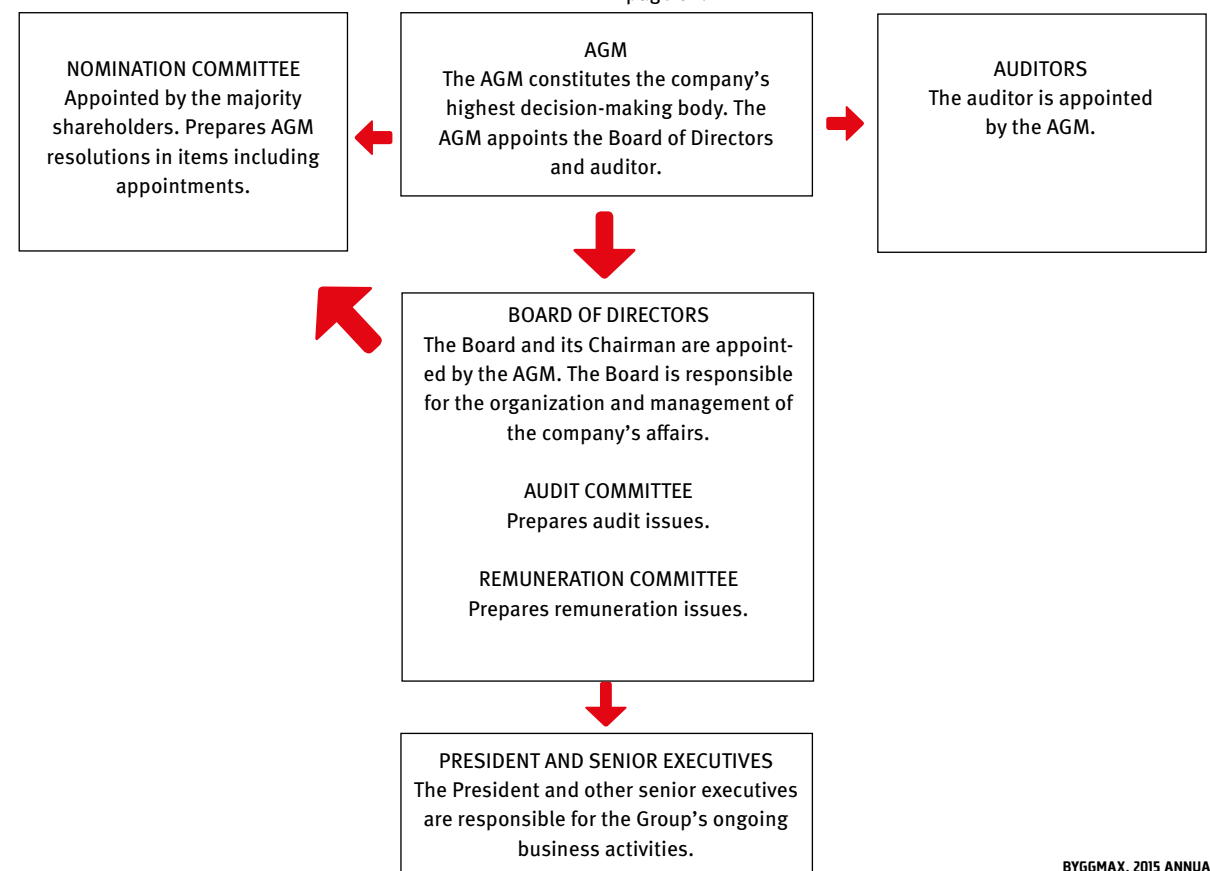 NOMINATION COMMITTEE
Appointed by the majority
shareholders. Prepares AGM
resolutions in items including
appointments.
AGM
The AGM constitutes the company’s
highest decision-making body. The
AGM appoints the Board of Directors
and auditor.
AUDITORS
The auditor is appointed
by the AGM.
BOARD OF DIRECTORS
The Board and its Chairman are appoint-
ed by the AGM. The Board is responsible
for the organization and management of
the company’s affairs.
AUDIT COMMITTEE
Prepares audit issues.
REMUNERATION COMMITTEE
Prepares remuneration issues.
PRESIDENT AND SENIOR EXECUTIVES
The President and other senior executives
are responsible for the Group’s ongoing
business activities.
BYGGMAX, 2015 ANNUA